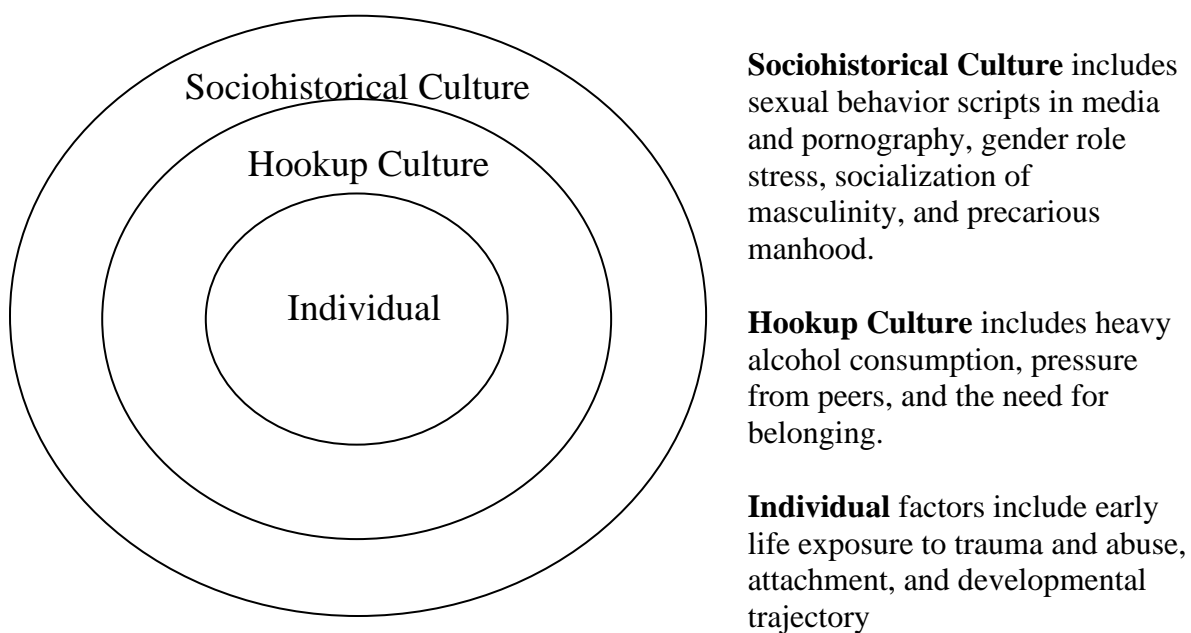 Sociohistorical Culture
Hookup Culture
Individual
Sociohistorical Culture includes
sexual behavior scripts in media
and pornography, gender role
stress, socialization of
masculinity, and precarious
manhood.
Hookup Culture includes heavy
alcohol consumption, pressure
from peers, and the need for
belonging.
Individual factors include early
life exposure to trauma and abuse,
attachment, and developmental
trajectory